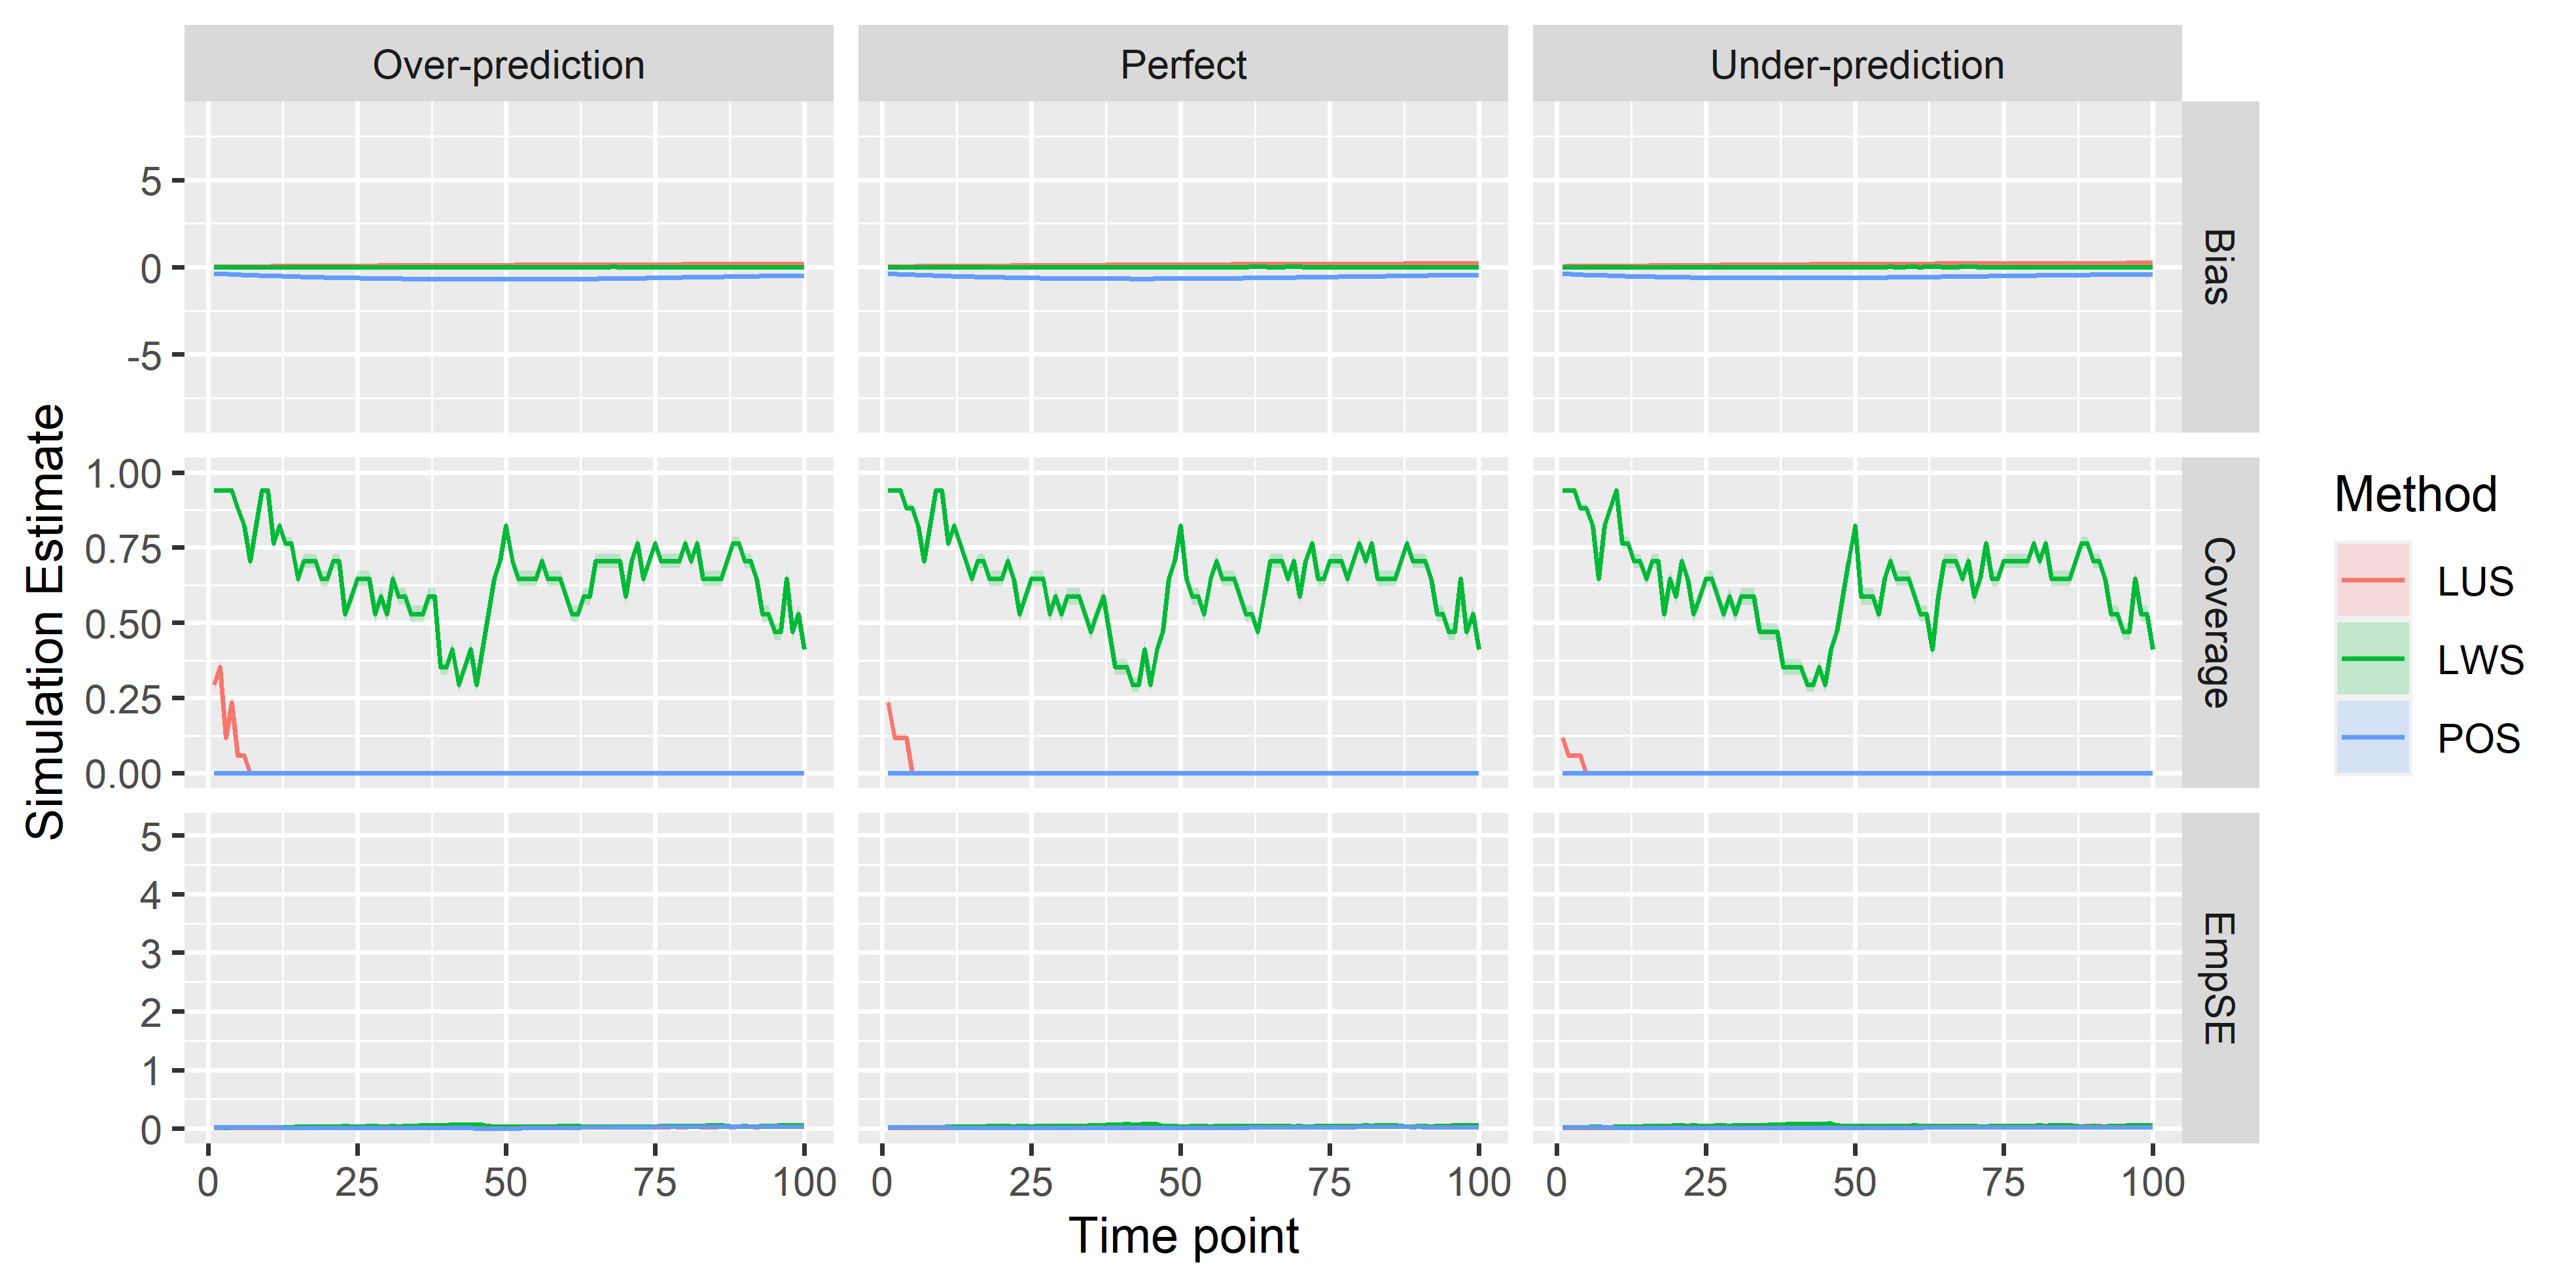 Over-prediction
Perfect
Under-prediction
5
0
-5
Bias
1.00
0.75
0.50
0.25
0.00
Coverage
5
4
3
2
1
0
EmpSE
0 25 50 75 100
0 25 50 75 100
0 25 50 75 100
Time point
Simulation Estimate
Method
LUS
LWS
POS